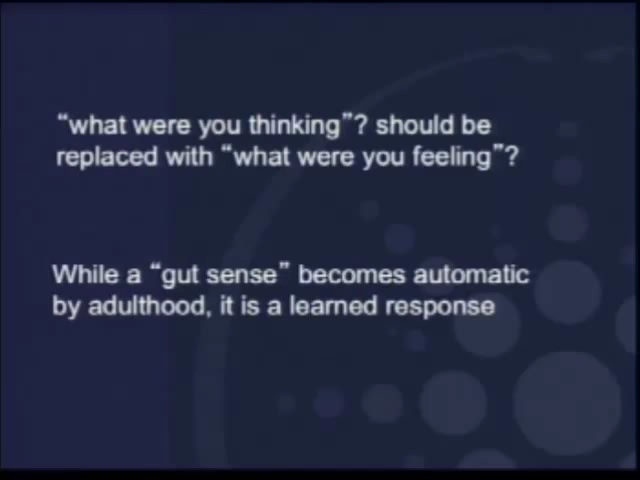 “what were you thinking”? should be
replaced with “what were you feeling”?
While a “gut sense” becomes automatic
by adulthood, it is a learned response